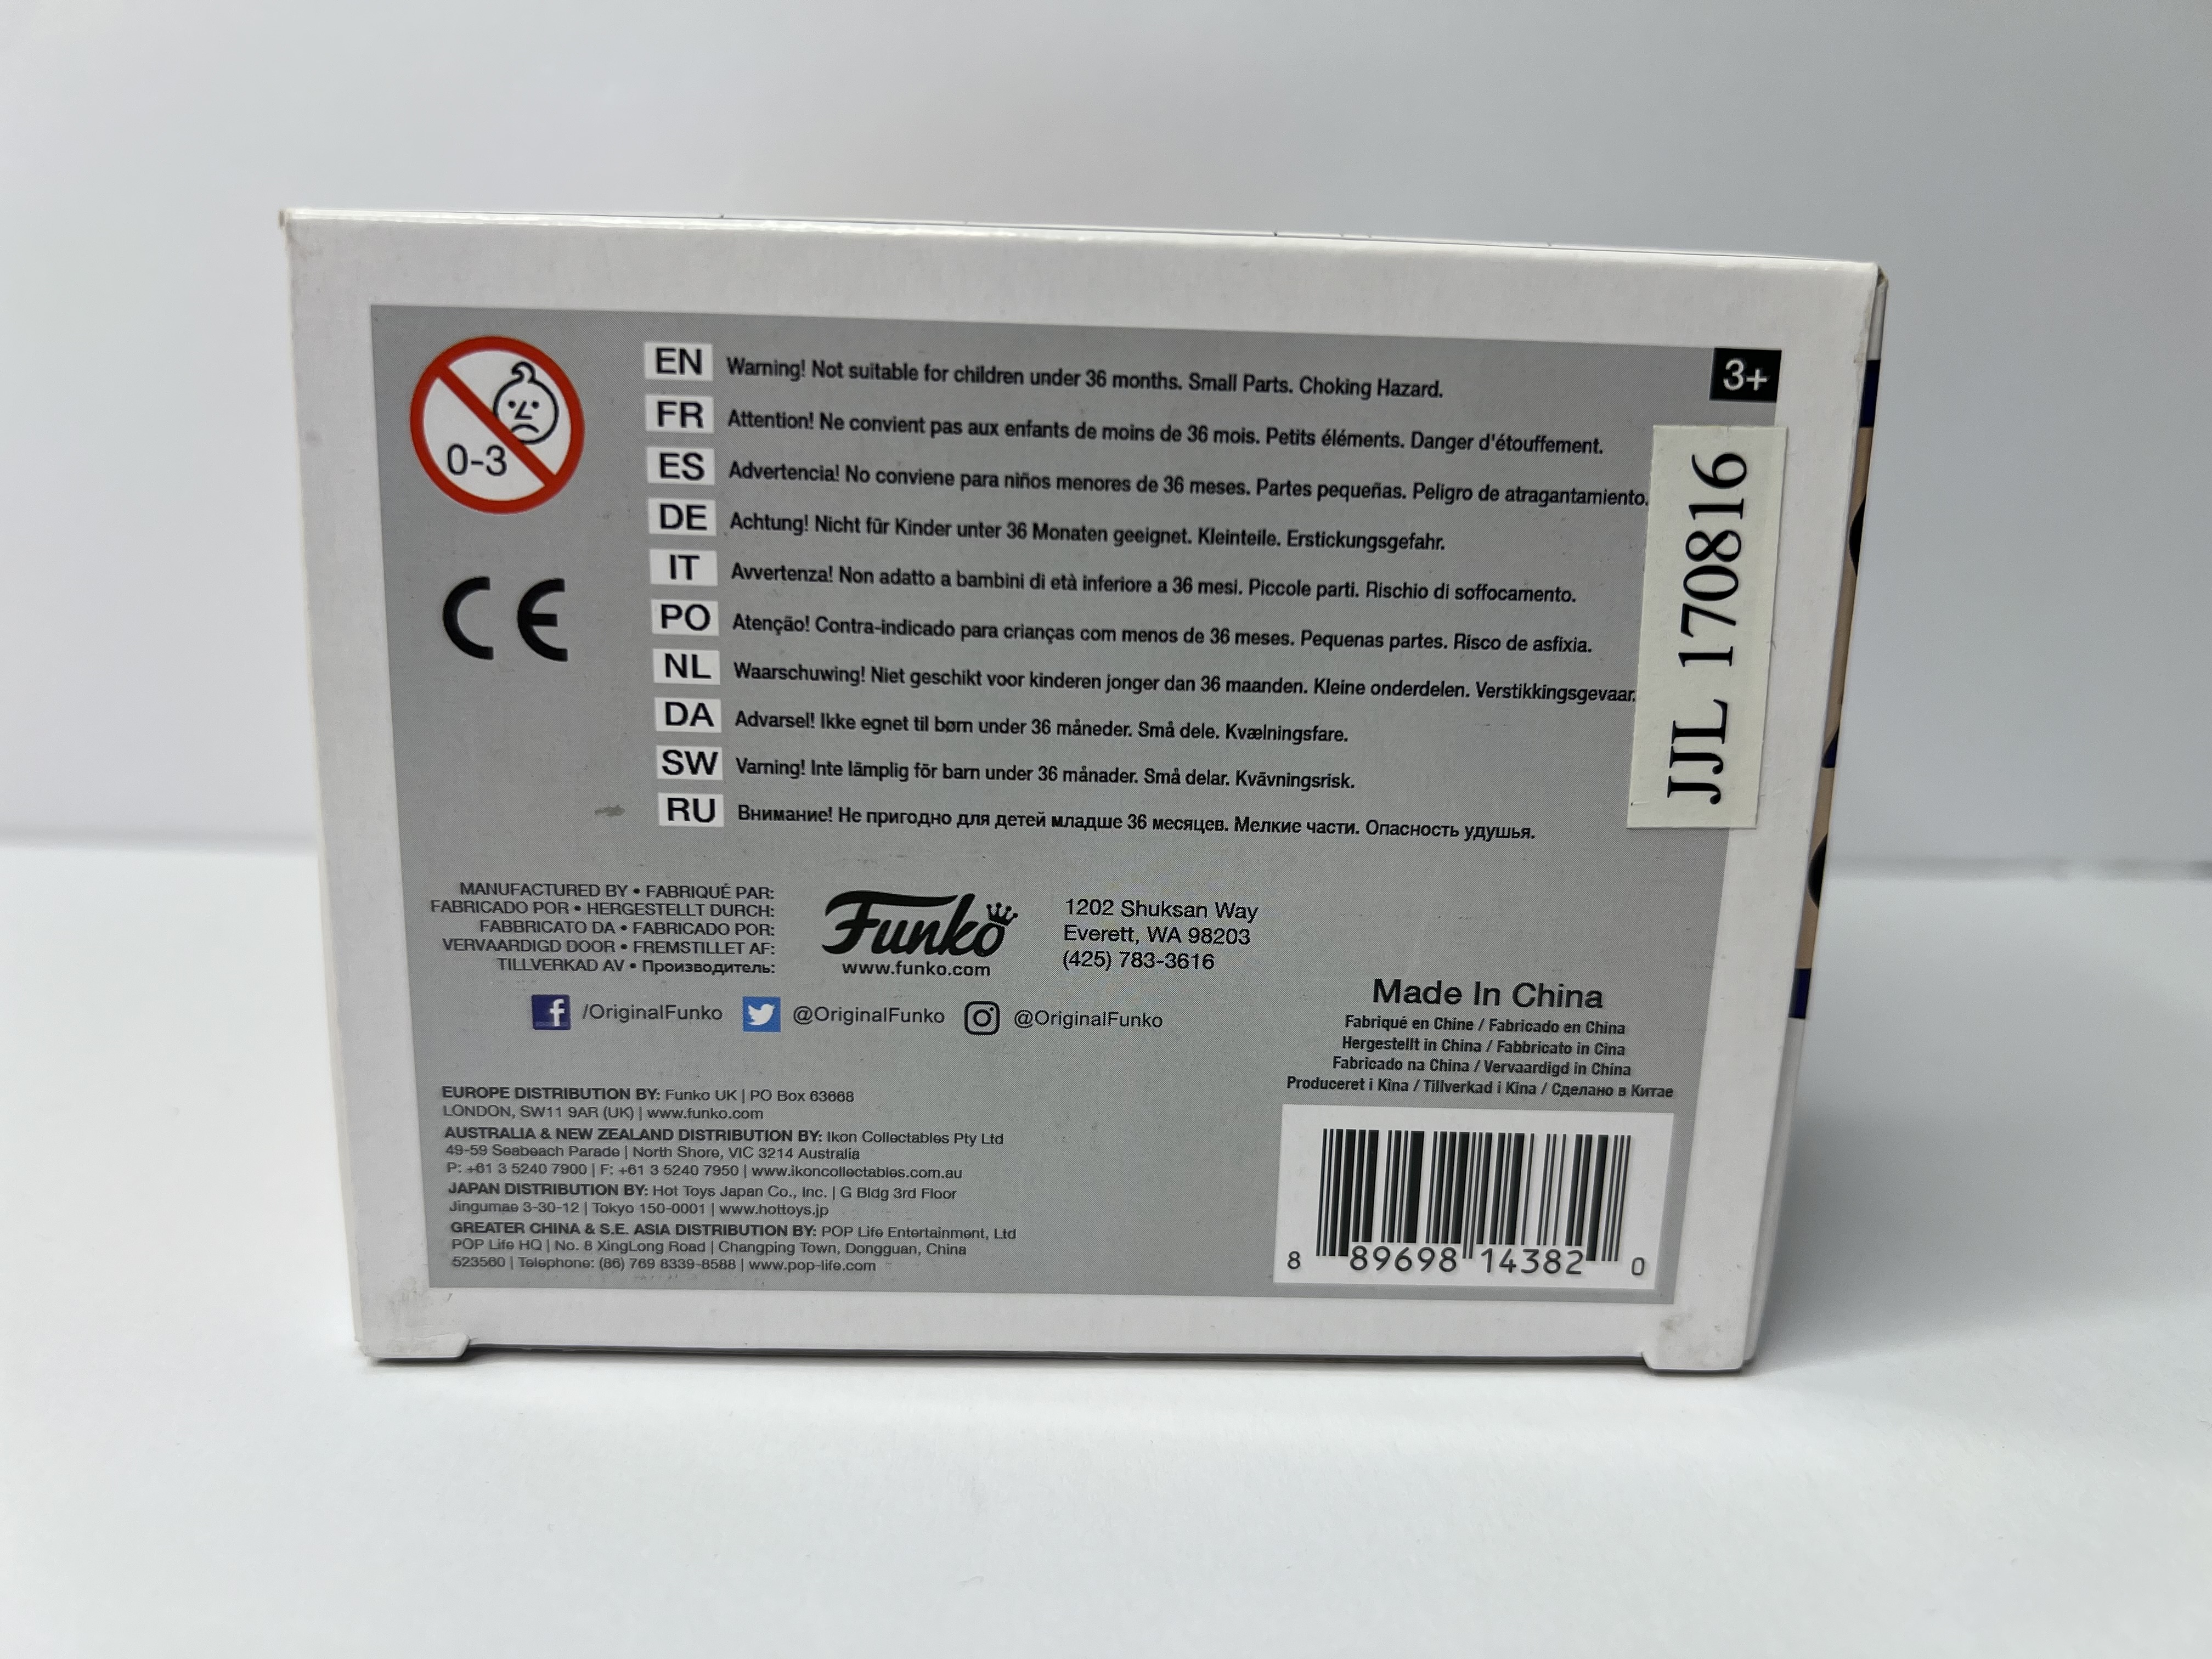 0-3
EN Warning! Not suitable for children under 36 months. Small Parts. Choking Hazard.
FR Attention! Ne convient pas aux enfants de moins de 36 mois. Petits éléments. Danger d'étouffement.
ES Advertencia! No conviene para niños menores de 36 meses. Partes pequeñas. Peligro de atragantamiento.
DE Achtung! Nicht für Kinder unter 36 Monaten geeignet. Kleinteile. Erstickungsgefahr.
IT Avvertenza! Non adatto a bambini di età inferiore a 36 mesi. Piccole parti. Rischio di soffocamento.
PO Atenção! Contra-indicado para crianças com menos de 36 meses. Pequenas partes. Risco de asfixia.
NL Waarschuwing! Niet geschikt voor kinderen jonger dan 36 maanden. Kleine onderdelen. Verstikkingsgevaar.
DA Advarsel! Ikke egnet til børn under 36 måneder. Små dele. Kvælningsfare.
SW Varning! Inte lämplig för barn under 36 månader. Små delar. Kvävningsrisk.
RU Внимание! Не пригодно для детей младше 36 месяцев. Мелкие части. Опасность удушья.
3+
JJL 170816
CE
MANUFACTURED BY • FABRIQUÉ PAR:
FABRICADO POR • HERGESTELLT DURCH:
FABBRICATO DA • FABRICADO POR:
VERVAARDIGD DOOR • FREMSTILLET AF:
TILLVERKAD AV • Производитель:
Funko
www.funko.com
1202 Shuksan Way
Everett, WA 98203
(425) 783-3616
/OriginalFunko @OriginalFunko @OriginalFunko
Made In China
Fabriqué en Chine / Fabricado en China
Hergestellt in China / Fabbricato in Cina
Fabricado na China / Vervaardigd in China
Produceret i Kina / Tillverkad i Kina / Сделано в Китае
EUROPE DISTRIBUTION BY: Funko UK | PO Box 63668
LONDON, SW11 9AR (UK) | www.funko.com
AUSTRALIA & NEW ZEALAND DISTRIBUTION BY: Ikon Collectables Pty Ltd
49-59 Seabeach Parade | North Shore, VIC 3214 Australia
P: +61 3 5240 7900 | F: +61 3 5240 7950 | www.ikoncollectables.com.au
JAPAN DISTRIBUTION BY: Hot Toys Japan Co., Inc. | G Bldg 3rd Floor
Jingumae 3-30-12 | Tokyo 150-0001 | www.hottoys.jp
GREATER CHINA & S.E. ASIA DISTRIBUTION BY: POP Life Entertainment, Ltd
POP Life HQ | No. 8 XingLong Road | Changping Town, Dongguan, China
523560 | Telephone: (86) 769 8339-8588 | www.pop-life.com
8 89698 14382 0